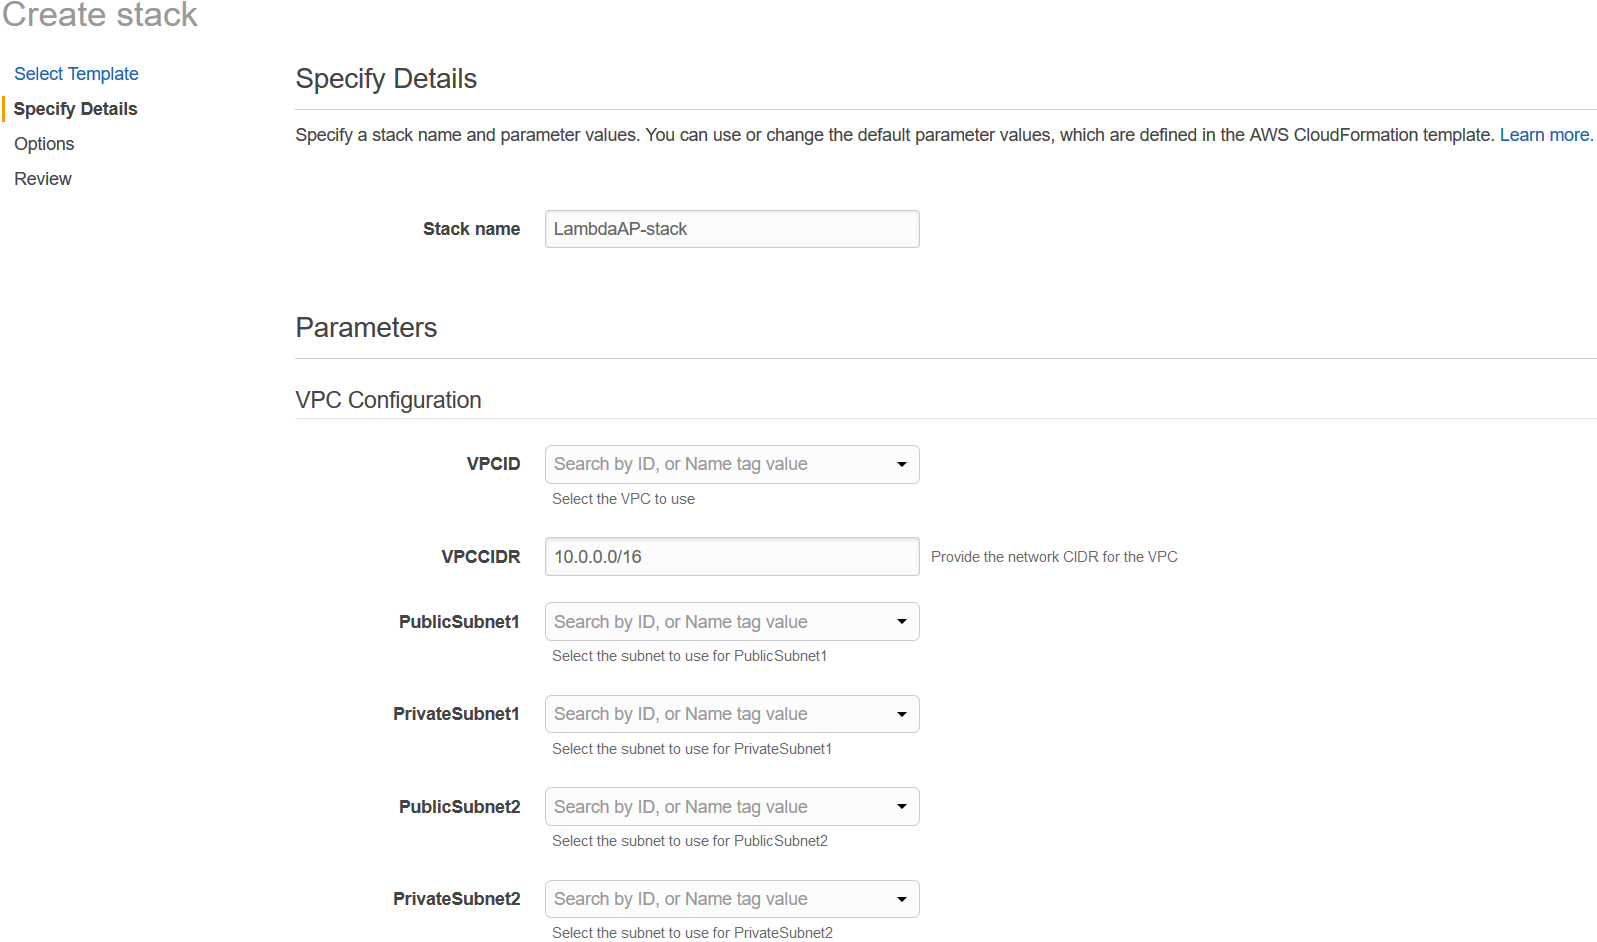 Create stack
Select Template
Specify Details
Options
Review
Specify Details
Specify a stack name and parameter values. You can use or change the default parameter values, which are defined in the AWS CloudFormation template. Learn more.
Stack name LambdaAP-stack
Parameters
VPC Configuration
VPCID Search by ID, or Name tag value
Select the VPC to use
VPCCIDR 10.0.0.0/16 Provide the network CIDR for the VPC
PublicSubnet1 Search by ID, or Name tag value
Select the subnet to use for PublicSubnet1
PrivateSubnet1 Search by ID, or Name tag value
Select the subnet to use for PrivateSubnet1
PublicSubnet2 Search by ID, or Name tag value
Select the subnet to use for PublicSubnet2
PrivateSubnet2 Search by ID, or Name tag value
Select the subnet to use for PrivateSubnet2